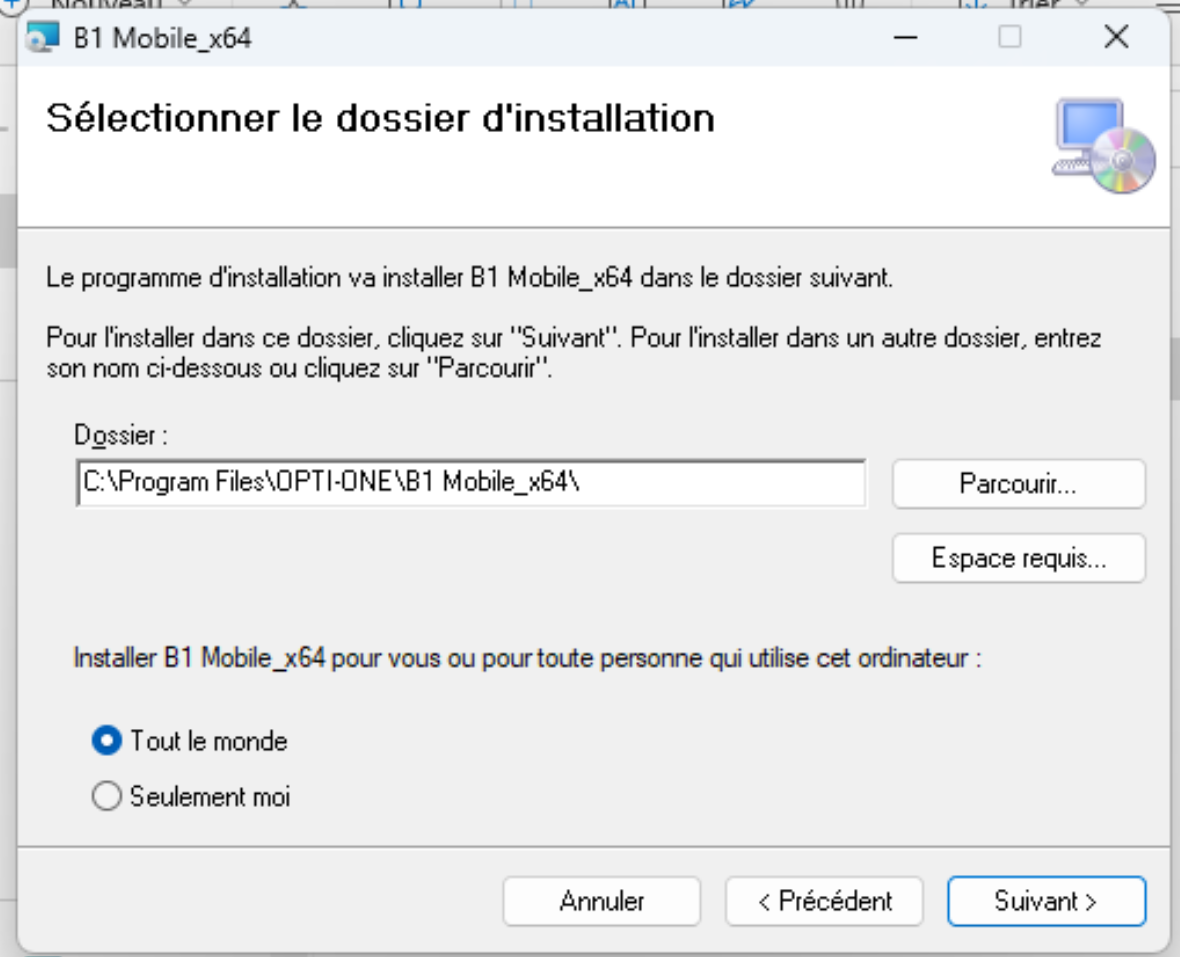 Nouveau
Trier
B1 Mobile_x64
Sélectionner le dossier d'installation
Le programme d'installation va installer B1 Mobile_x64 dans le dossier suivant.
Pour l'installer dans ce dossier, cliquez sur "Suivant". Pour l'installer dans un autre dossier, entrez
son nom ci-dessous ou cliquez sur "Parcourir".
Dossier :
C:\Program Files\OPTI-ONE\B1 Mobile_x64\
Parcourir...
Espace requis...
Installer B1 Mobile_x64 pour vous ou pour toute personne qui utilise cet ordinateur :
Tout le monde
Seulement moi
Annuler
< Précédent
Suivant >